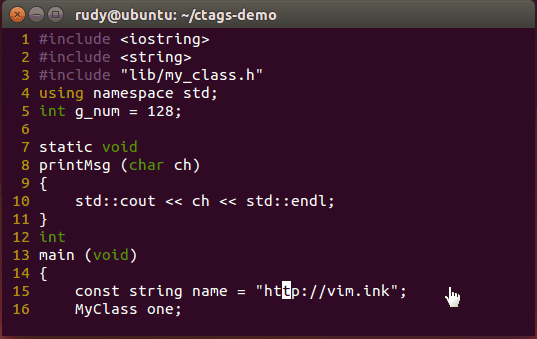 rudy@ubuntu: ~/ctags-demo
1 #include <iostring>
2 #include <string>
3 #include "lib/my_class.h"
4 using namespace std;
5 int g_num = 128;
6
7 static void
8 printMsg (char ch)
9 {
10     std::cout << ch << std::endl;
11 }
12 int
13 main (void)
14 {
15     const string name = "http://vim.ink";
16     MyClass one;